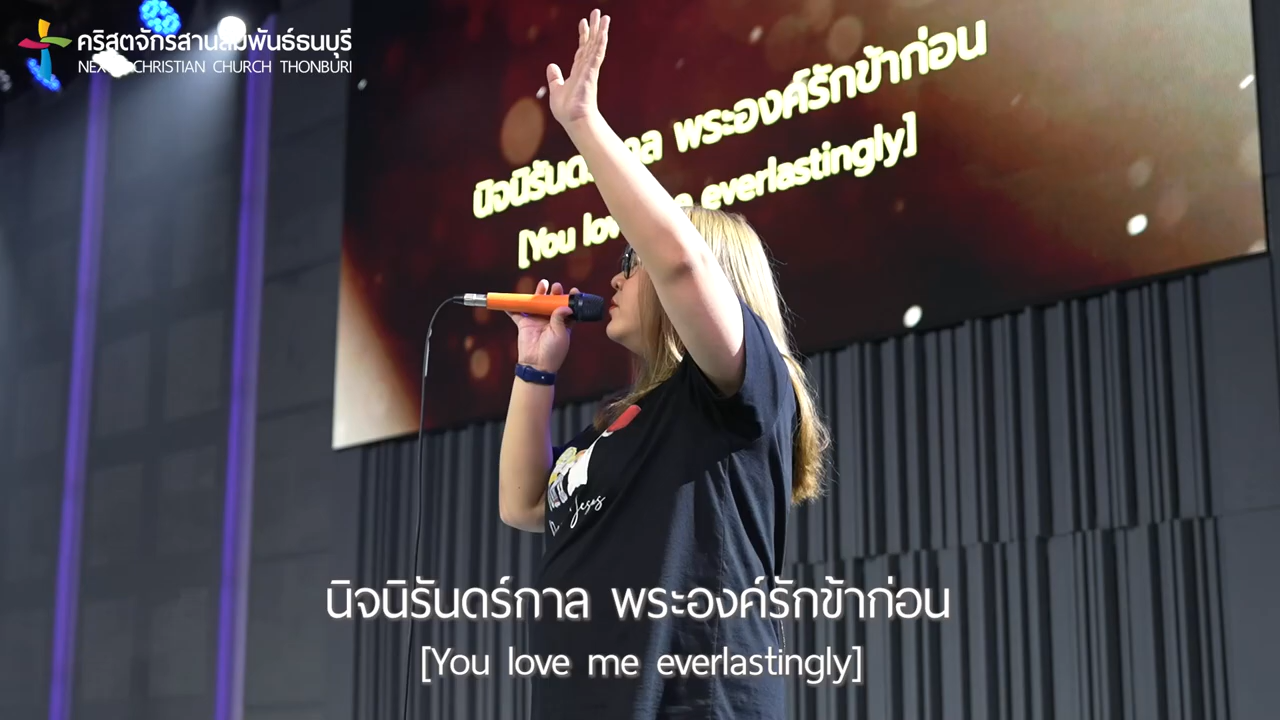 คริสตจักรสานสัมพันธ์ธนบุรี
CHRISTIAN CHURCH THONBURI
พระองค์รักข้าก่อน
[You everlastingly]
Jesus
นิจนิรันดร์กาล พระองค์รักข้าก่อน
[You love me everlastingly]